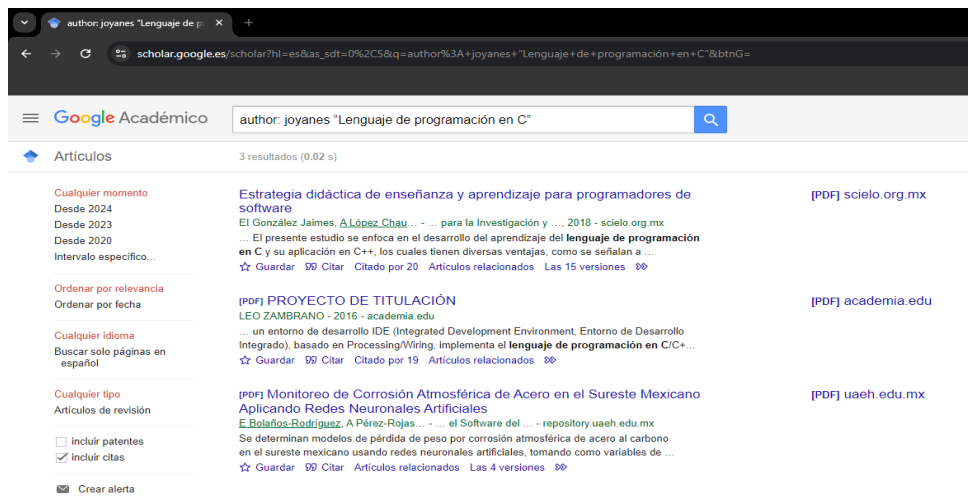 author: joyanes "Lenguaje de pr
scholar.google.es/scholar?hl=es&as_sdt=0%2C5&q=author%3A+joyanes+"Lenguaje+de+programación+en+C"&btnG=
Google Académico
author: joyanes “Lenguaje de programación en C”
Artículos
3 resultados (0.02 s)
Cualquier momento
Desde 2024
Desde 2023
Desde 2020
Intervalo específico...
Ordenar por relevancia
Ordenar por fecha
Cualquier idioma
Buscar solo páginas en
español
Cualquier tipo
Artículos de revisión
incluir patentes
incluir citas
Crear alerta
Estrategia didáctica de enseñanza y aprendizaje para programadores de
software
EI González Jaimes, A López Chau... - … para la Investigación y …, 2018 - scielo.org.mx
… El presente estudio se enfoca en el desarrollo del aprendizaje del lenguaje de programación
en C y su aplicación en C++, los cuales tienen diversas ventajas, como se señalan a …
Guardar Citar Citado por 20 Artículos relacionados Las 15 versiones
[PDF] scielo.org.mx
[PDF] PROYECTO DE TITULACIÓN
LEO ZAMBRANO - 2016 - academia.edu
… un entorno de desarrollo IDE (Integrated Development Environment, Entorno de Desarrollo
Integrado), basado en Processing/Wiring, implementa el lenguaje de programación en C/C+…
Guardar Citar Citado por 19 Artículos relacionados
[PDF] academia.edu
[PDF] Monitoreo de Corrosión Atmosférica de Acero en el Sureste Mexicano
Aplicando Redes Neuronales Artificiales
E Bolaños-Rodríguez, A Pérez-Rojas... - … el Software del … - repository.uaeh.edu.mx
Se determinan modelos de pérdida de peso por corrosión atmosférica de acero al carbono
en el sureste mexicano usando redes neuronales artificiales, tomando como variables de …
Guardar Citar Artículos relacionados Las 4 versiones
[PDF] uaeh.edu.mx